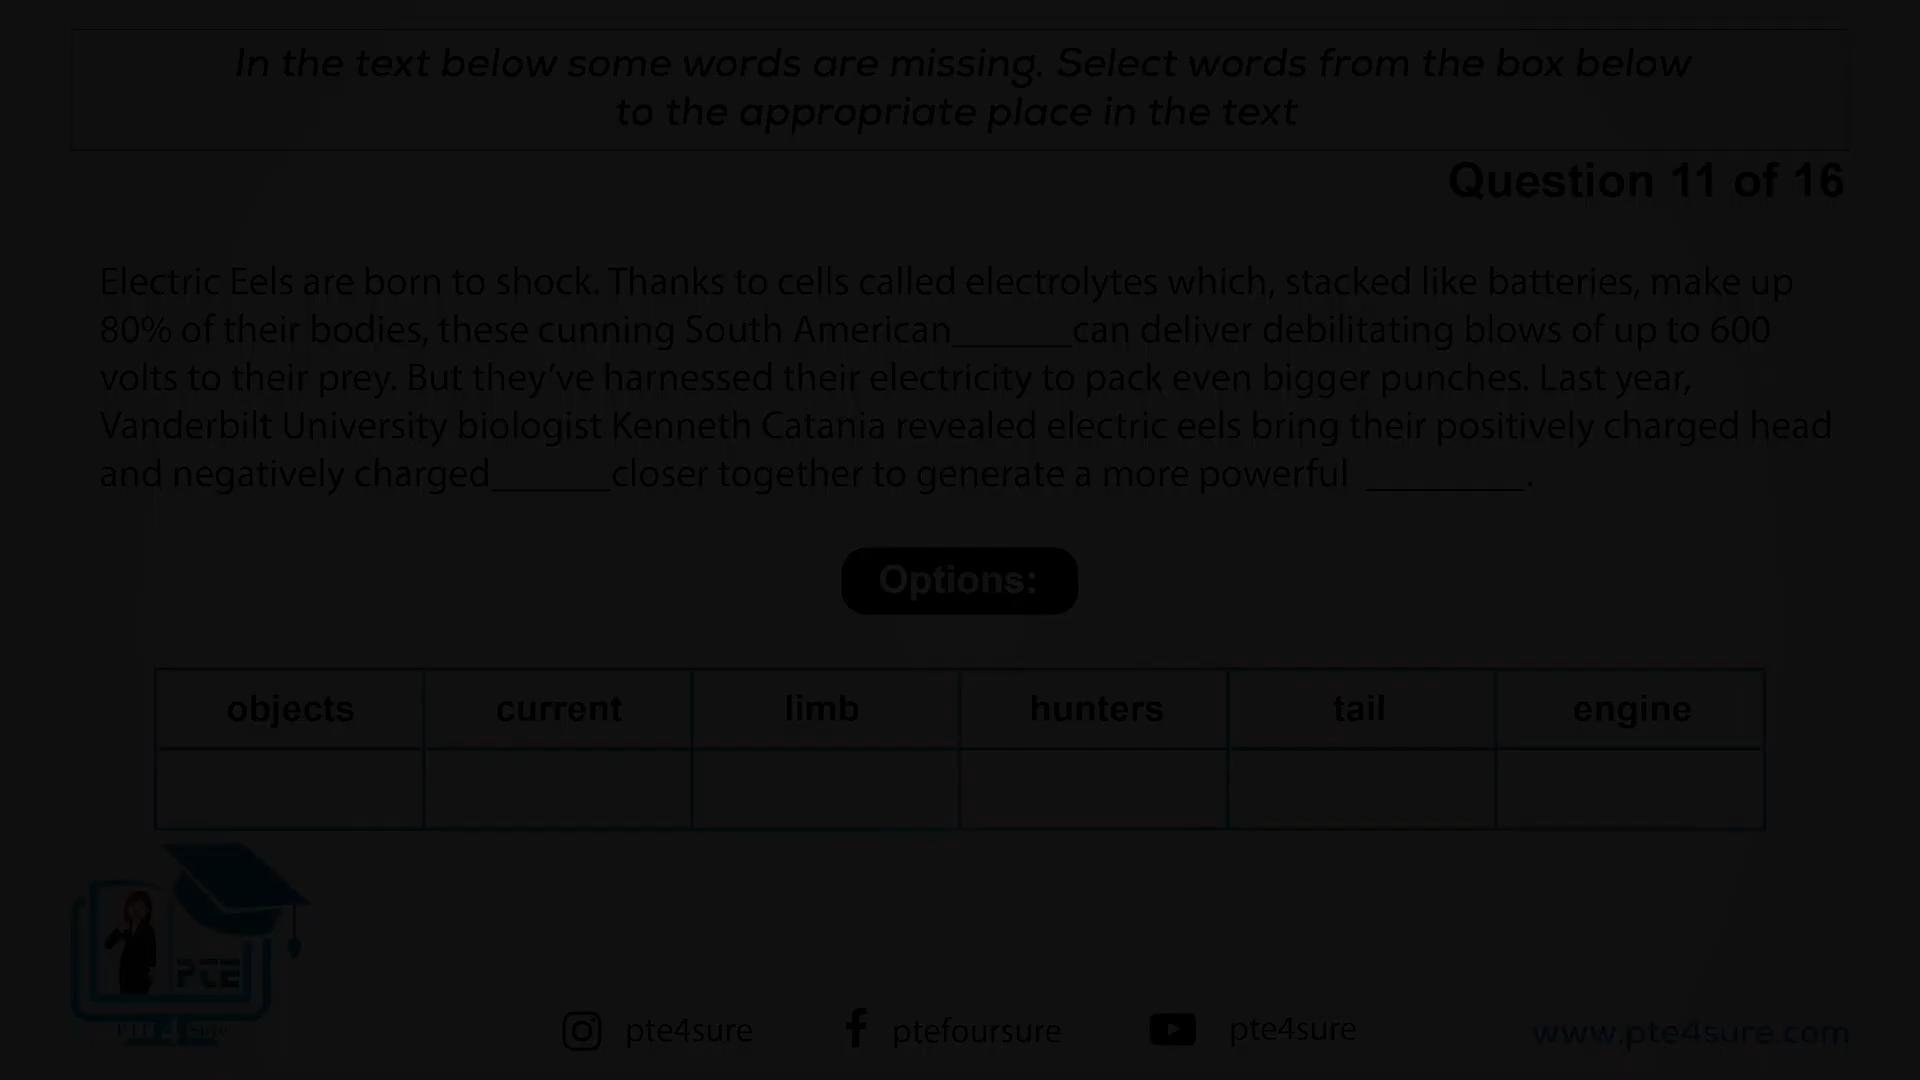 In the text below some words are missing. Select words from the box below
to the appropriate place in the text
Question 11 of 16
Electric Eels are born to shock. Thanks to cells called electrolytes which, stacked like batteries, make up
80% of their bodies, these cunning South American______can deliver debilitating blows of up to 600
volts to their prey. But they've harnessed their electricity to pack even bigger punches. Last year,
Vanderbilt University biologist Kenneth Catania revealed electric eels bring their positively charged head
and negatively charged______closer together to generate a more powerful ________.
Options:
objects current limb hunters tail engine
PTE
PTE 4 Sure
pte4sure ptefoursure pte4sure www.pte4sure.com